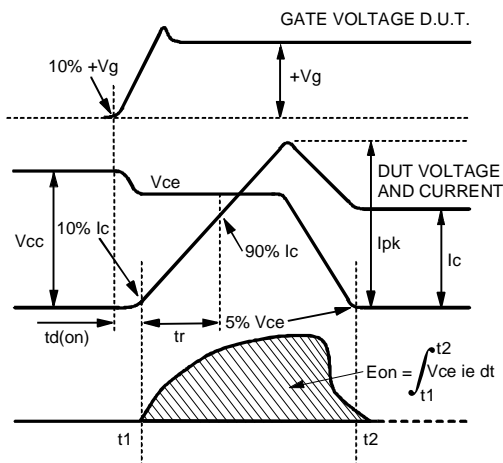 GATE VOLTAGE D.U.T.
10% +Vg
+Vg
Vce
DUT VOLTAGE
AND CURRENT
Vcc
10% Ic
90% Ic
Ipk
Ic
td(on)
tr
5% Vce
Eon = ∫ Vce ie dt
t2
t1
t1
t2